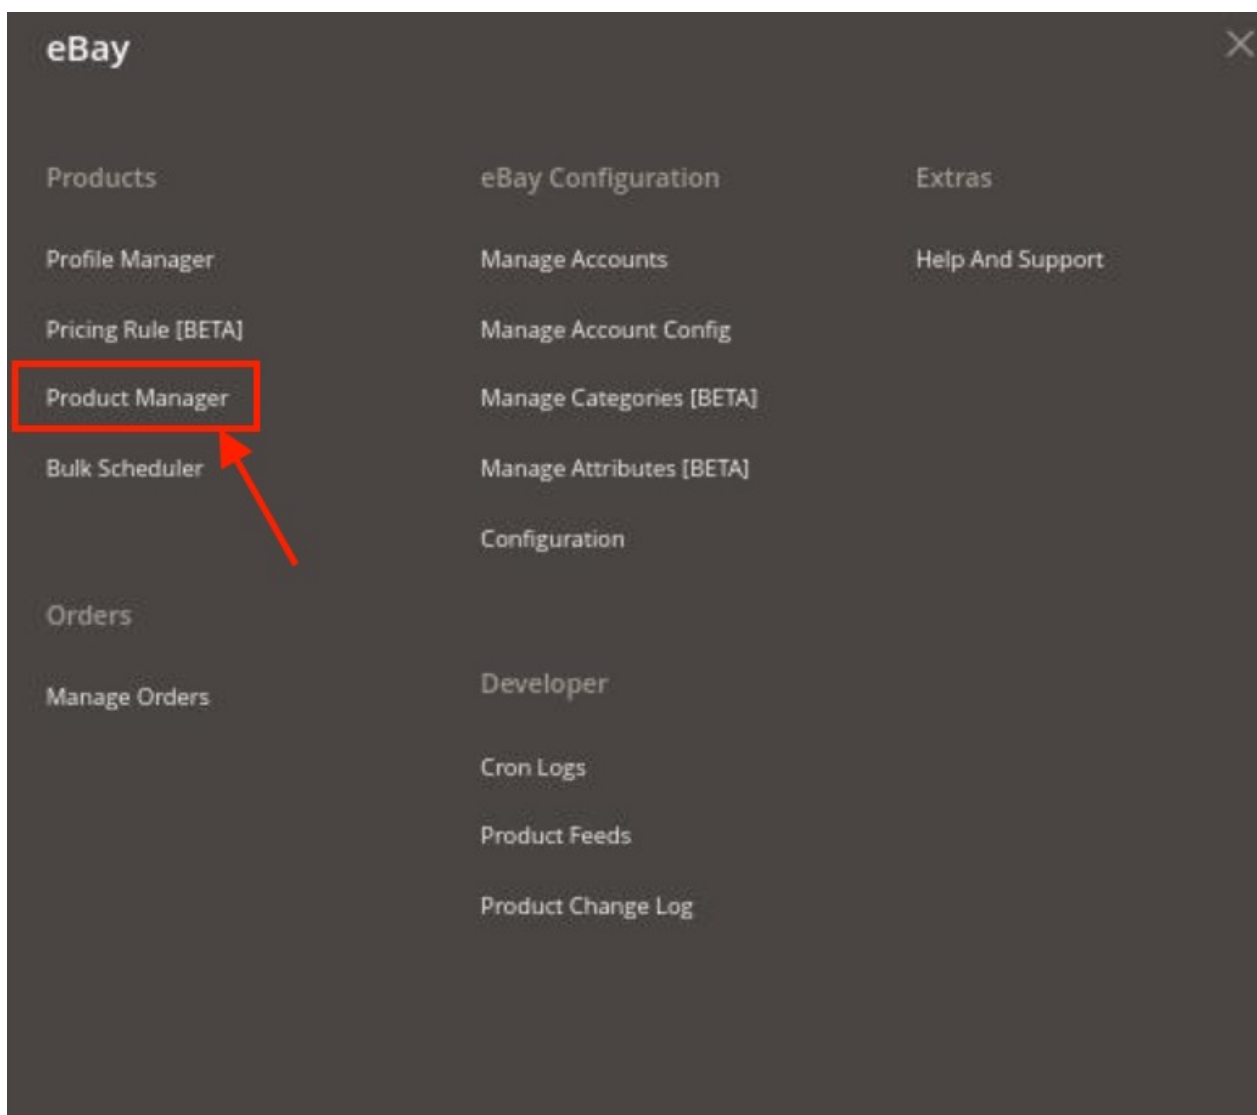 eBay
Products
Profile Manager
Pricing Rule [BETA]
Product Manager
Bulk Scheduler
Orders
Manage Orders
eBay Configuration
Manage Accounts
Manage Account Config
Manage Categories [BETA]
Manage Attributes [BETA]
Configuration
Developer
Cron Logs
Product Feeds
Product Change Log
Extras
Help And Support